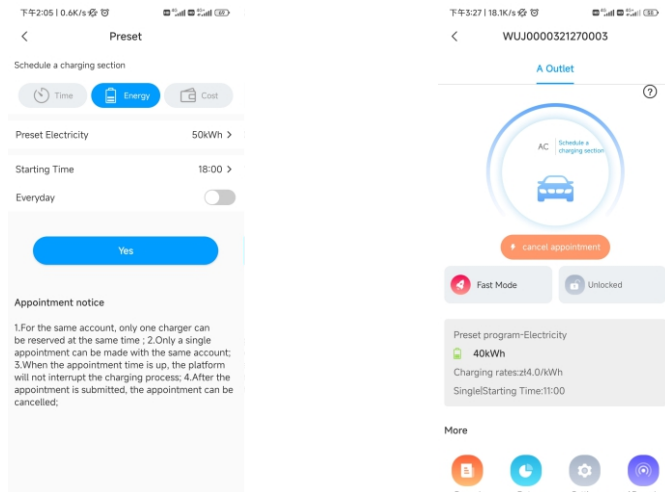 下午2:05 | 0.6K/s
69
Preset
Schedule a charging section
Time
Energy
Cost
Preset Electricity
50kWh >
Starting Time
18:00 >
Everyday
Yes
Appointment notice
1.For the same account, only one charger can
be reserved at the same time ; 2.Only a single
appointment can be made with the same account;
3.When the appointment time is up, the platform
will not interrupt the charging process; 4.After the
appointment is submitted, the appointment can be
cancelled;
下午3:27 | 18.1K/s
WUJ0000321270003
A Outlet
?
AC
Schedule a
charging section
cancel appointment
Fast Mode
Unlocked
Preset program-Electricity
40kWh
Charging rates:zł4.0/kWh
Single|Starting Time:11:00
More